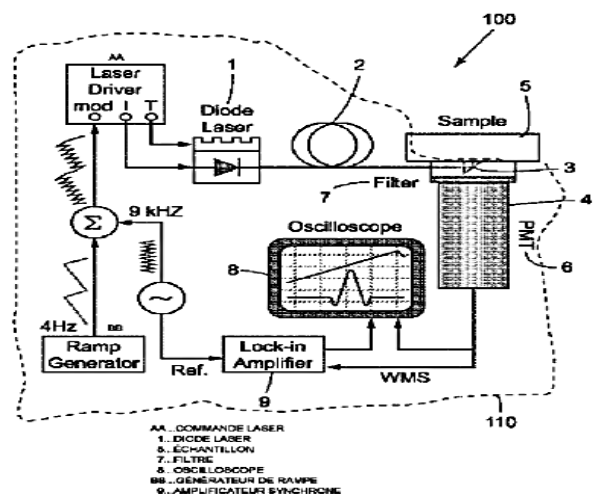 100
AA
Laser
Driver
mod I T
1
Diode
Laser
2
Sample
5
3
7 Filter
4
Σ
9 kHZ
Oscilloscope
8
PMT
6
4Hz
BB
Ramp
Generator
Ref.
Lock-in
Amplifier
9
WMS
110
AA...COMMANDE LASER
1...DIODE LASER
5...ÉCHANTILLON
7...FILTRE
8...OSCILLOSCOPE
BB...GÉNÉRATEUR DE RAMPE
9...AMPLIFICATEUR SYNCHRONE